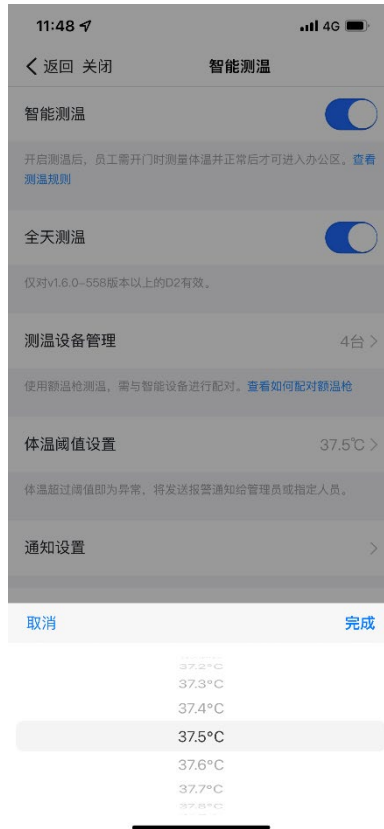 11:48 4G
返回 关闭 智能测温
智能测温
开启测温后，员工需开门时测量体温并正常后才可进入办公区。查看
测温规则
全天测温
仅对v1.6.0-558版本以上的D2有效。
测温设备管理 4台
使用额温枪测温，需与智能设备进行配对。查看如何配对额温枪
体温阈值设置 37.5℃
体温超过阈值即为异常，将发送报警通知给管理员或指定人员。
通知设置
取消 完成
37.2°C
37.3°C
37.4°C
37.5°C
37.6°C
37.7°C
37.8°C